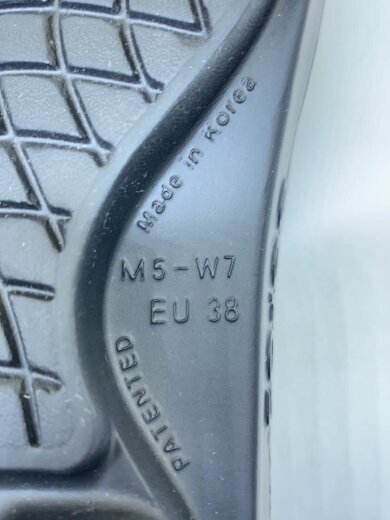 Made in Korea
M5-W7
EU 38
PATENTED